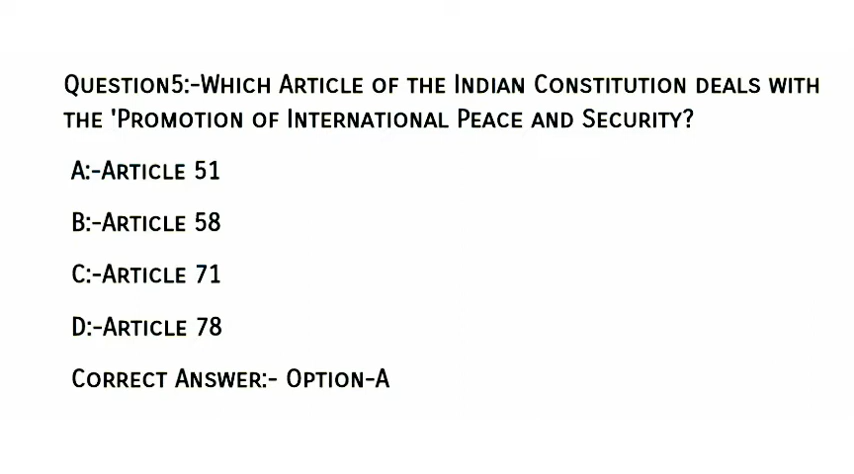 Question5:-Which Article of the Indian Constitution deals with
the 'Promotion of International Peace and Security?
A:-Article 51
B:-Article 58
C:-Article 71
D:-Article 78
Correct Answer:- Option-A